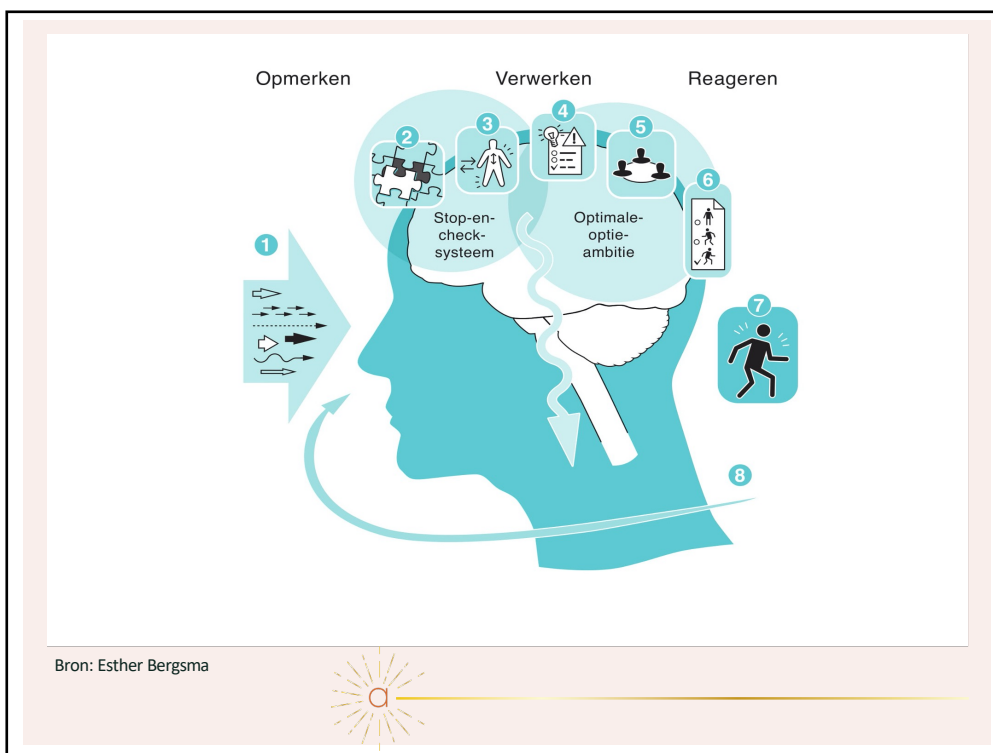 Opmerken
Verwerken
Reageren
1
2
3
4
5
6
7
8
Stop-en-
check-
systeem
Optimale-
optie-
ambitie
Bron: Esther Bergsma
a